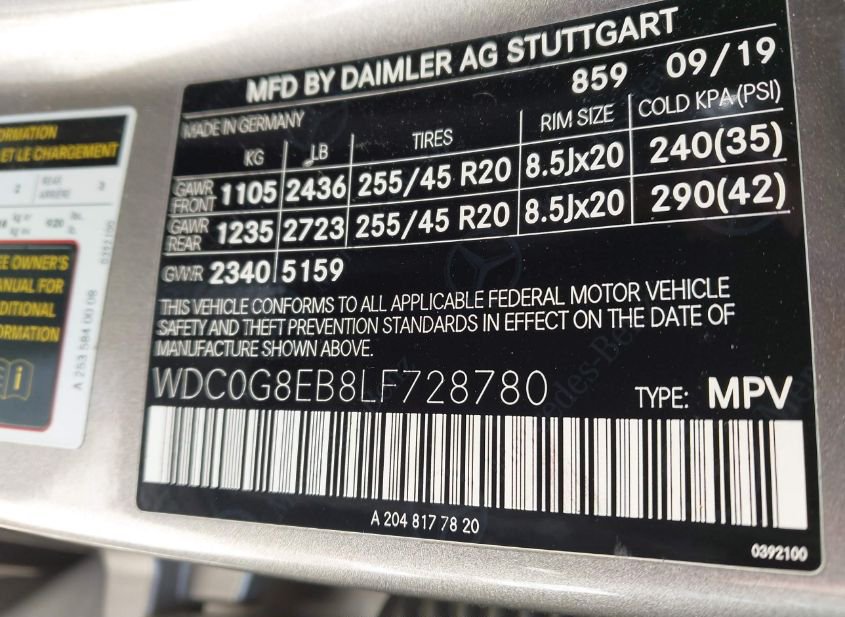 MFD BY DAIMLER AG STUTTGART
859 09/19
MADE IN GERMANY
KG LB TIRES RIM SIZE COLD KPA(PSI)
GAWR FRONT 1105 2436 255/45 R20 8.5Jx20 240(35)
GAWR REAR 1235 2723 255/45 R20 8.5Jx20 290(42)
GVWR 2340 5159
THIS VEHICLE CONFORMS TO ALL APPLICABLE FEDERAL MOTOR VEHICLE
SAFETY AND THEFT PREVENTION STANDARDS IN EFFECT ON THE DATE OF
MANUFACTURE SHOWN ABOVE.
WDC0G8EB8LF728780 TYPE: MPV
A 204 817 78 20
0392100
ET LE CHARGEMENT
REAR
3
920
OWNER'S
FOR
A 253 584 00 08